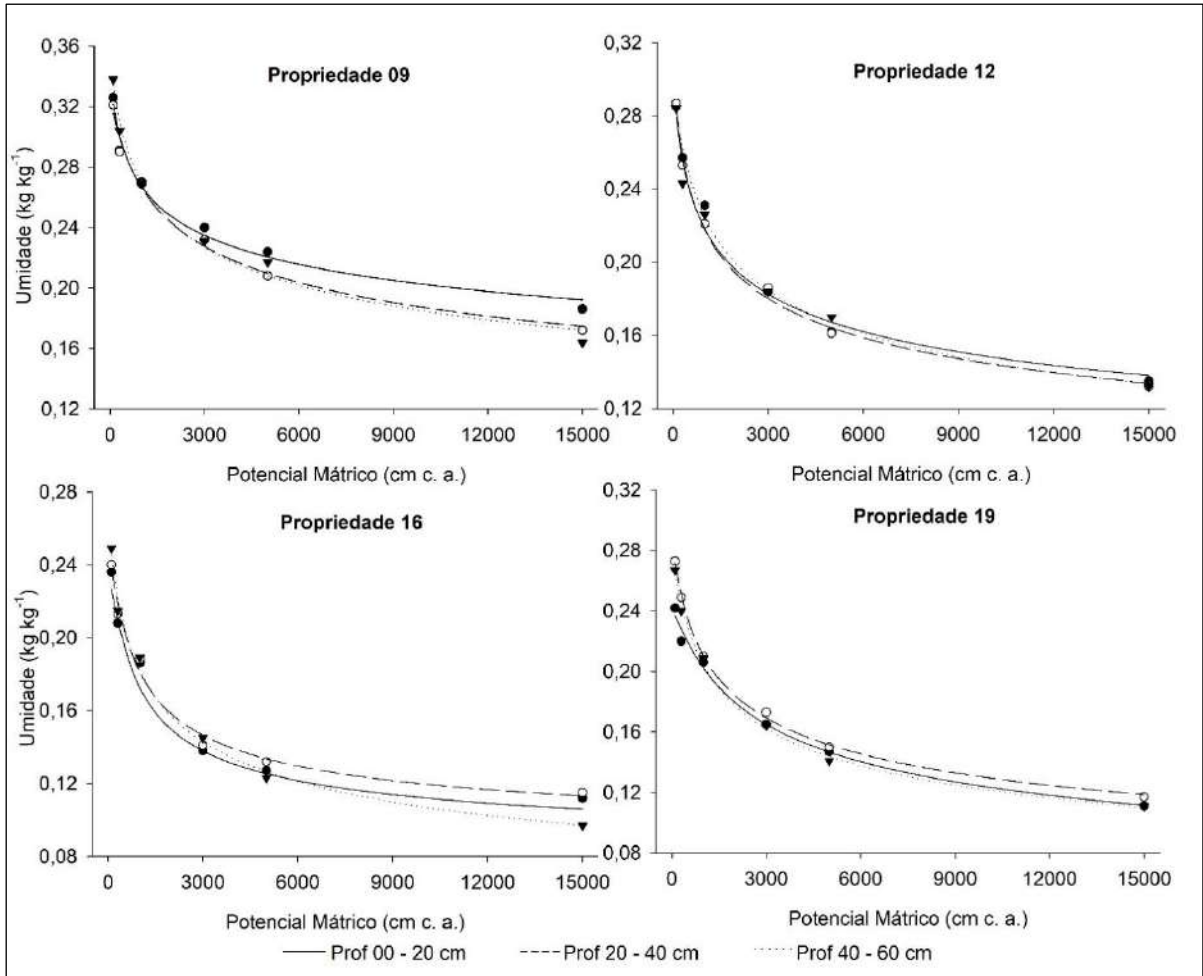 Propriedade 09
Umidade (kg kg⁻¹)
0,36
0,32
0,28
0,24
0,20
0,16
0,12
0 3000 6000 9000 12000 15000
Potencial Mátrico (cm c. a.)
Propriedade 12
0,32
0,28
0,24
0,20
0,16
0,12
0 3000 6000 9000 12000 15000
Potencial Mátrico (cm c. a.)
Propriedade 16
Umidade (kg kg⁻¹)
0,28
0,24
0,20
0,16
0,12
0,08
0 3000 6000 9000 12000 15000
Potencial Mátrico (cm c. a.)
Propriedade 19
0,32
0,28
0,24
0,20
0,16
0,12
0,08
0 3000 6000 9000 12000 15000
Potencial Mátrico (cm c. a.)
Prof 00 - 20 cm Prof 20 - 40 cm Prof 40 - 60 cm